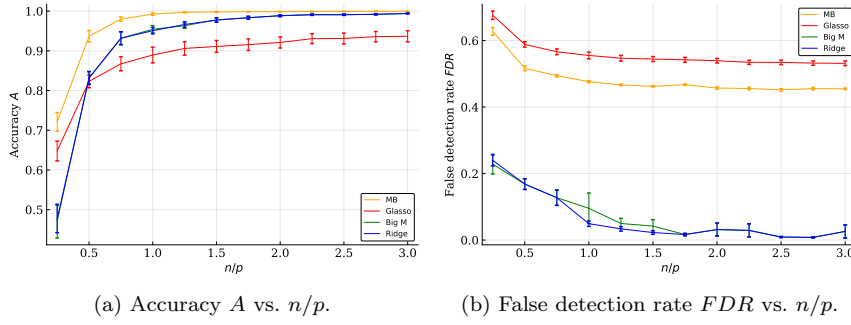 1.0
0.9
0.8
0.7
0.6
0.5
Accuracy A
0.5 1.0 1.5 2.0 2.5 3.0
n/p
MB
Glasso
Big M
Ridge
0.6
0.4
0.2
0.0
False detection rate FDR
0.5 1.0 1.5 2.0 2.5 3.0
n/p
MB
Glasso
Big M
Ridge
(a) Accuracy A vs. n/p.
(b) False detection rate FDR vs. n/p.